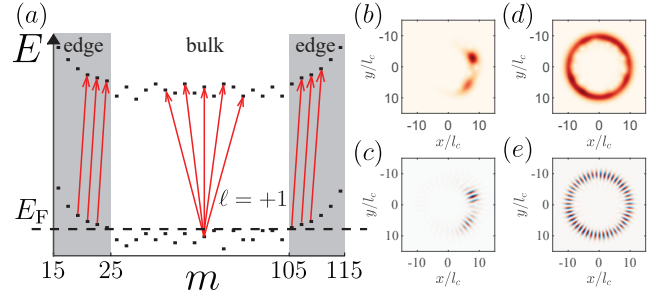 (a)
E
edge
bulk
edge
ℓ = +1
E_F
15
25
m
105
115
(b)
y/l_c
-10
0
10
-10
0
10
x/l_c
(d)
y/l_c
-10
0
10
-10
0
10
x/l_c
(c)
y/l_c
-10
0
10
-10
0
10
x/l_c
(e)
y/l_c
-10
0
10
-10
0
10
x/l_c